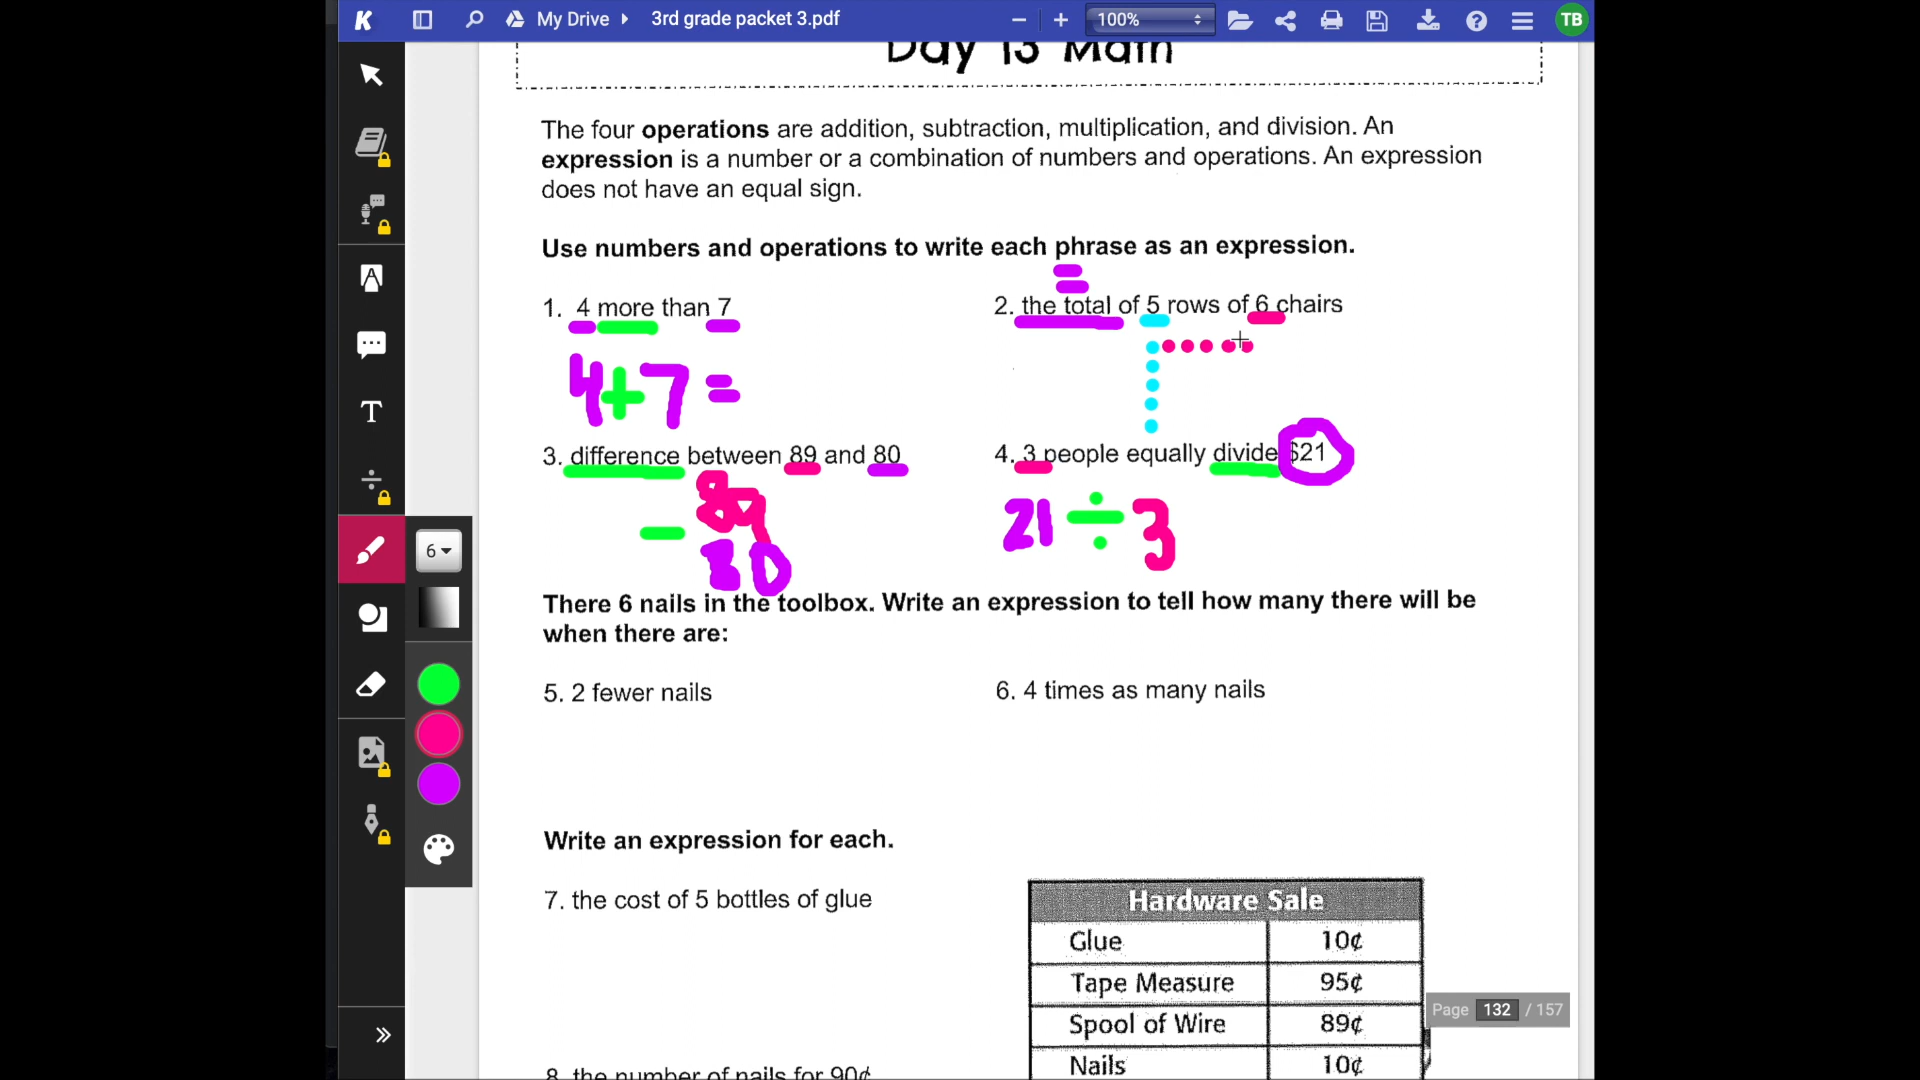 K My Drive 3rd grade packet 3.pdf 100% TB
Day 13 Math
The four operations are addition, subtraction, multiplication, and division. An
expression is a number or a combination of numbers and operations. An expression
does not have an equal sign.
Use numbers and operations to write each phrase as an expression.
=
1. 4 more than 7
2. the total of 5 rows of 6 chairs
4+7=
3. difference between 89 and 80
4. 3 people equally divide $21
- 89
80
21 ÷ 3
6
There 6 nails in the toolbox. Write an expression to tell how many there will be
when there are:
5. 2 fewer nails
6. 4 times as many nails
Write an expression for each.
7. the cost of 5 bottles of glue
Hardware Sale
Glue 10¢
Tape Measure 95¢
Spool of Wire 89¢
Nails 10¢
Page 132 / 157
8. the number of nails for 90¢